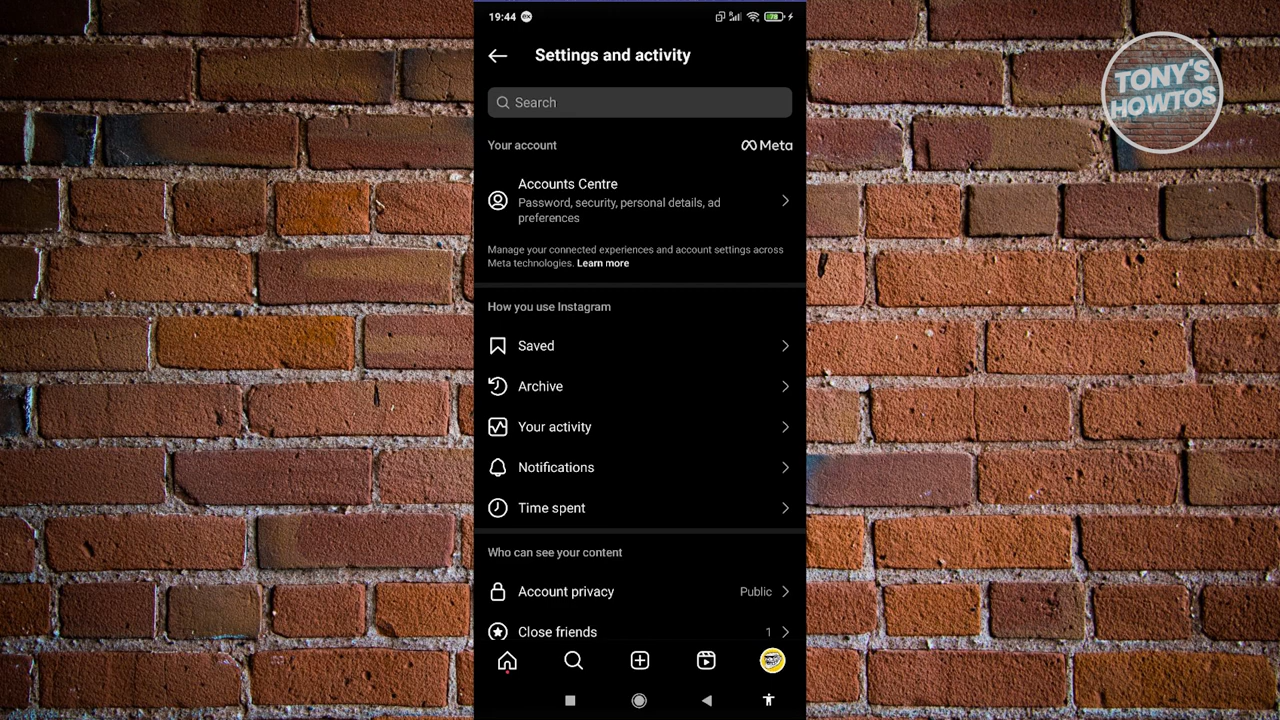 19:44
78
TONY'S
HOWTOS
Settings and activity
Search
Your account
Meta
Accounts Centre
Password, security, personal details, ad
preferences
Manage your connected experiences and account settings across
Meta technologies. Learn more
How you use Instagram
Saved
Archive
Your activity
Notifications
Time spent
Who can see your content
Account privacy Public
Close friends 1